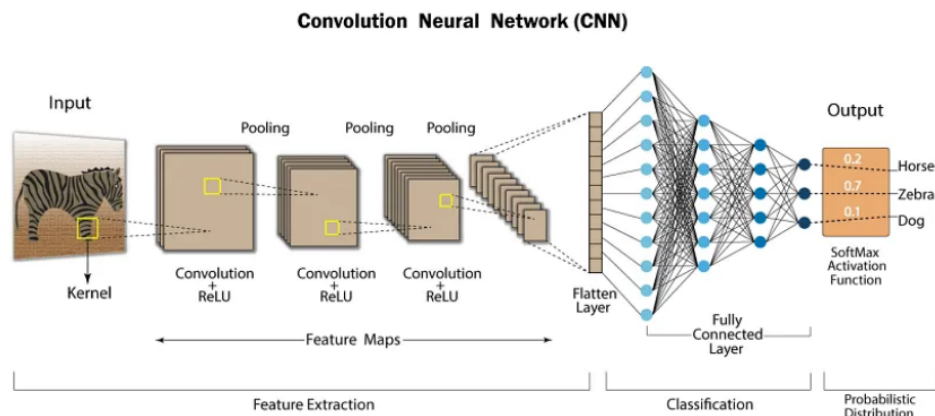 Convolution Neural Network (CNN)
Input
Output
Pooling
Pooling
Pooling
0.2
Horse
0.7
Zebra
0.1
Dog
SoftMax
Activation
Function
Kernel
Convolution
+
ReLU
Convolution
+
ReLU
Convolution
+
ReLU
Flatten
Layer
Fully
Connected
Layer
Feature Maps
Feature Extraction
Classification
Probabilistic
Distribution